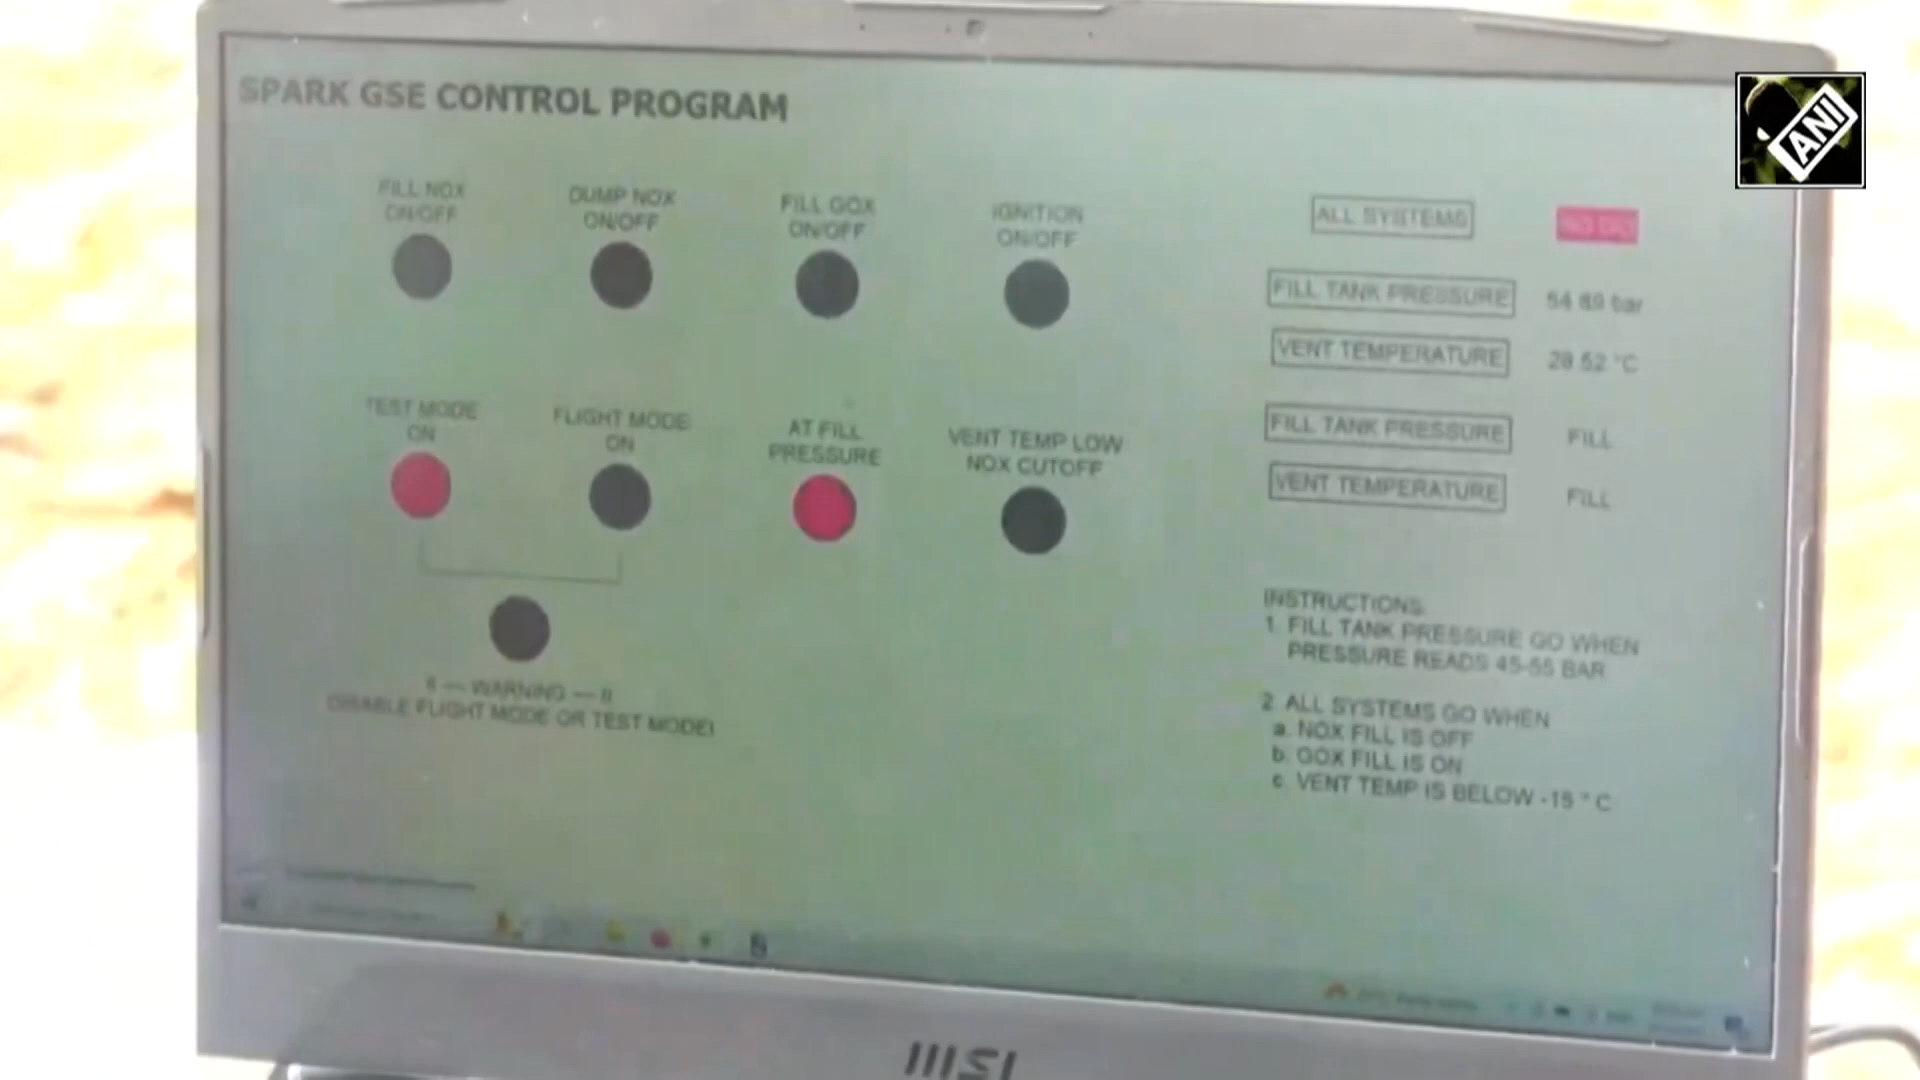 SPARK GSE CONTROL PROGRAM
FILL NOX
ON/OFF
DUMP NOX
ON/OFF
FILL GOX
ON/OFF
IGNITION
ON/OFF
TEST MODE
ON
FLIGHT MODE
ON
AT FILL
PRESSURE
VENT TEMP LOW
NOX CUTOFF
WARNING
DISABLE FLIGHT MODE OR TEST MODE!
ALL SYSTEMS NO GO
FILL TANK PRESSURE 54.89 bar
VENT TEMPERATURE 28.52 °C
FILL TANK PRESSURE FILL
VENT TEMPERATURE FILL
INSTRUCTIONS:
1. FILL TANK PRESSURE GO WHEN
PRESSURE READS 45-55 BAR
2. ALL SYSTEMS GO WHEN
a. NOX FILL IS OFF
b. GOX FILL IS ON
c. VENT TEMP IS BELOW -15 ° C
msi
ANI